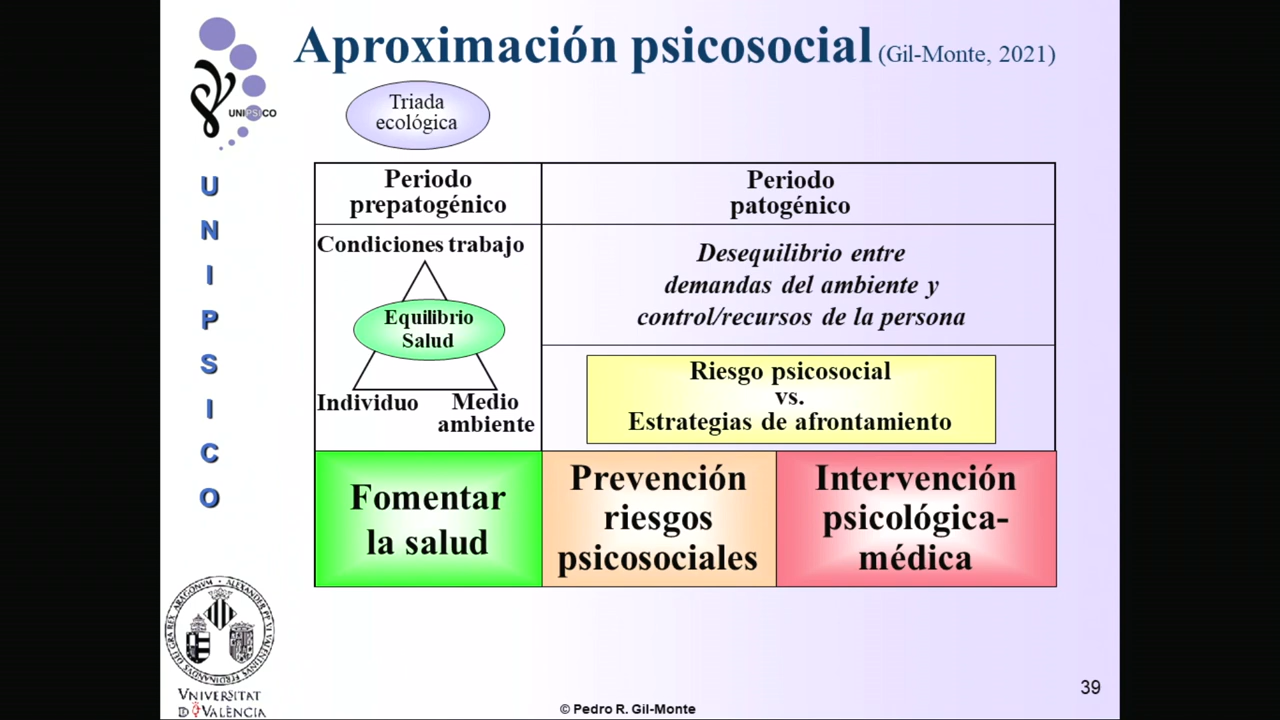 Aproximación psicosocial (Gil-Monte, 2021)
UNIPSICO
Triada
ecológica
U
N
I
P
S
I
C
O
Periodo
prepatogénico
Periodo
patogénico
Condiciones trabajo
Equilibrio
Salud
Individuo
Medio
ambiente
Desequilibrio entre
demandas del ambiente y
control/recursos de la persona
Riesgo psicosocial
vs.
Estrategias de afrontamiento
Fomentar
la salud
Prevención
riesgos
psicosociales
Intervención
psicológica-
médica
VNIVERSITAT
D VALÈNCIA
© Pedro R. Gil-Monte
39